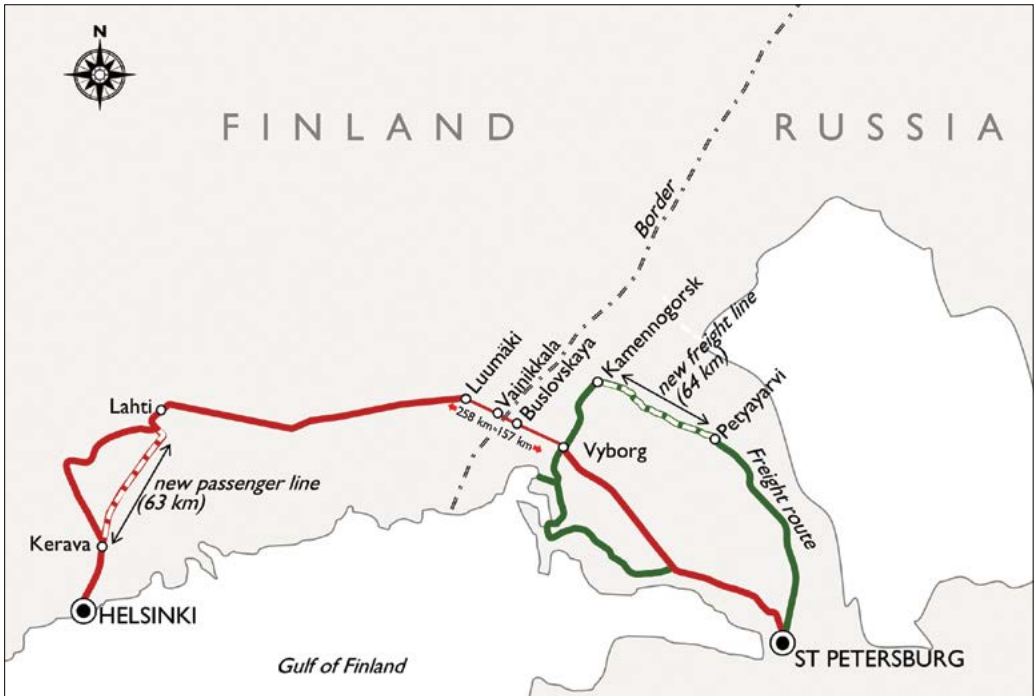 N
FINLAND
RUSSIA
Border
Kamennogorsk
new freight line
(64 km)
Petyayarvi
Freight route
Luumäki
Vainikkala
Buslovskaya
258 km
157 km
Vyborg
Lahti
new passenger line
(63 km)
Kerava
HELSINKI
ST PETERSBURG
Gulf of Finland